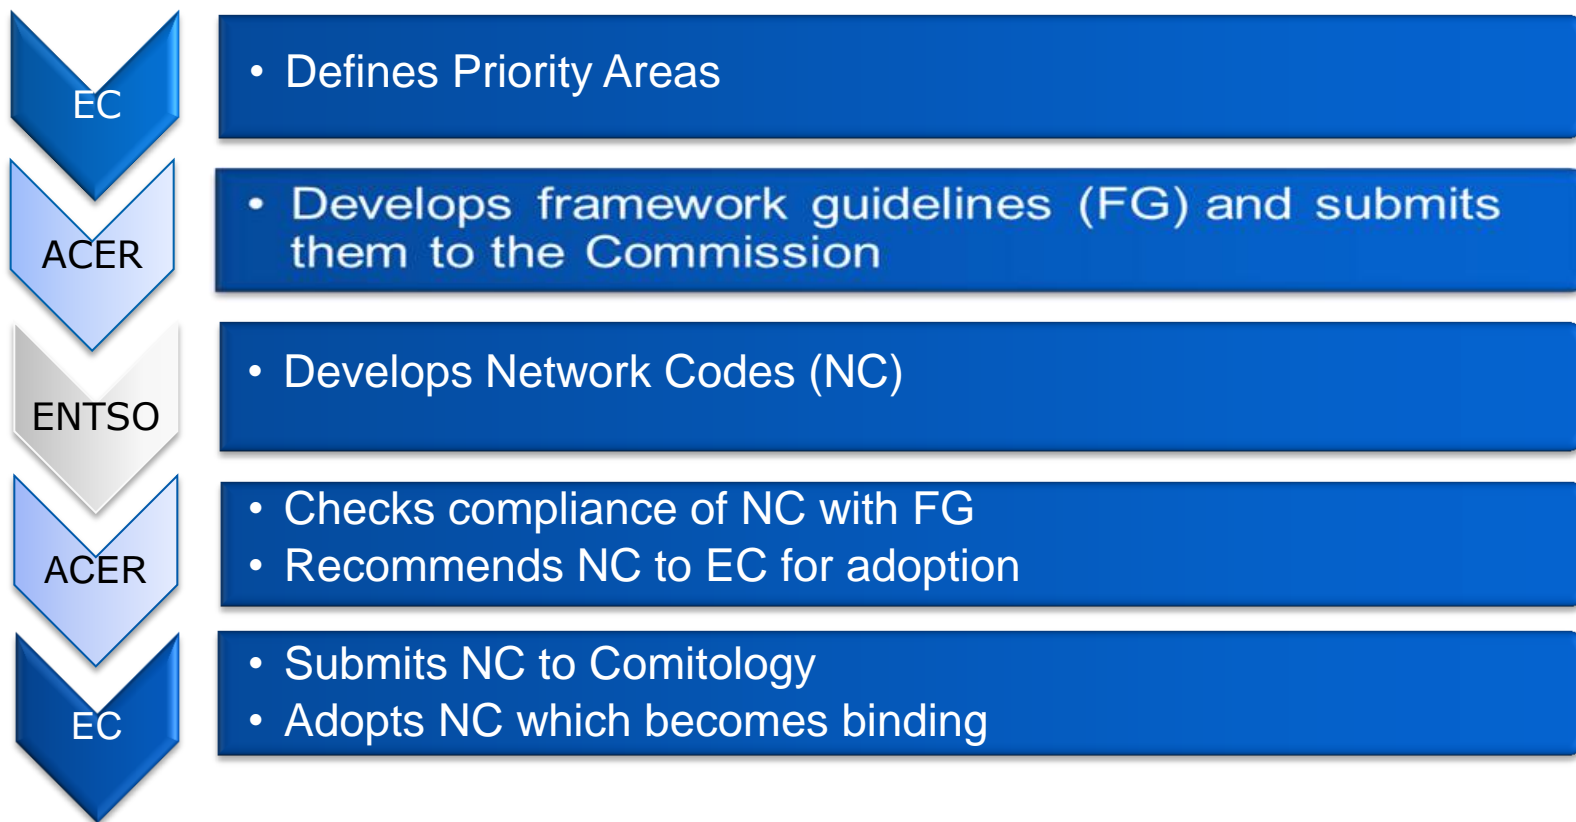 EC
• Defines Priority Areas
ACER
• Develops framework guidelines (FG) and submits
them to the Commission
ENTSO
• Develops Network Codes (NC)
ACER
• Checks compliance of NC with FG
• Recommends NC to EC for adoption
EC
• Submits NC to Comitology
• Adopts NC which becomes binding